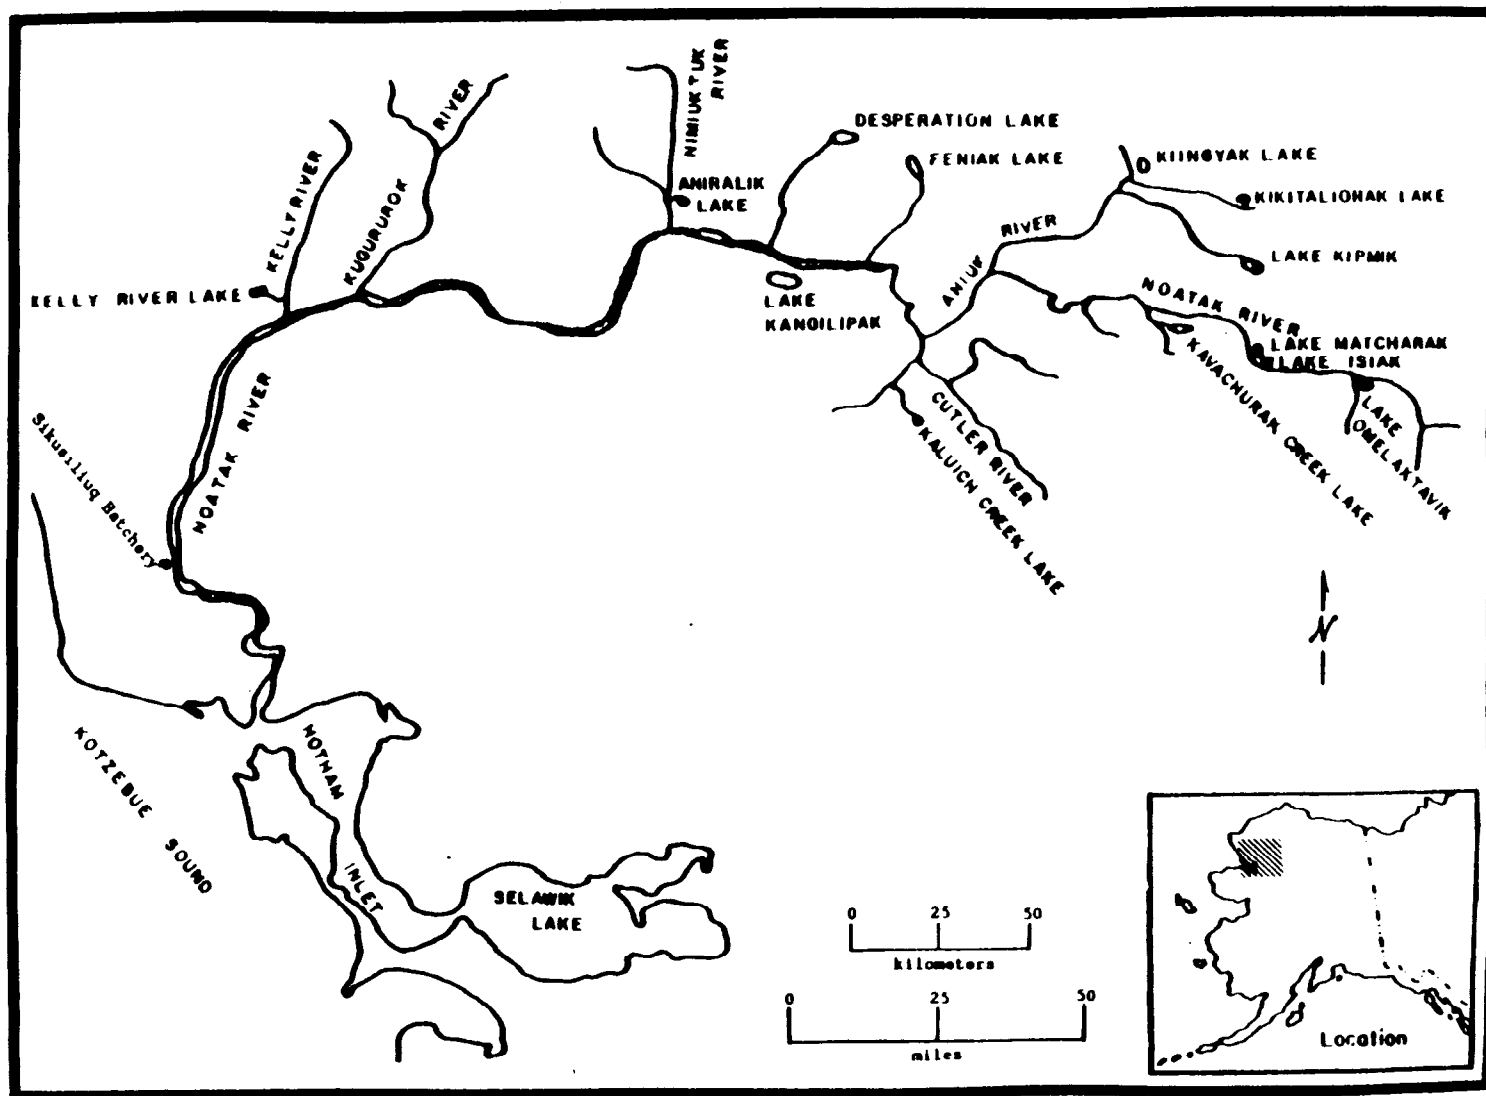 NIMIUKTUK
RIVER
RIVER
DESPERATION LAKE
FENIAK LAKE
KIINGYAK LAKE
KELLY RIVER
KUGURUROK
ANIRALIK
LAKE
KIKITALIONAK LAKE
RIVER
ANIUK
LAKE KIPMIK
KELLY RIVER LAKE
LAKE
KANGILIPAK
NOATAK RIVER
LAKE MATCHARAK
LAKE ISIAK
KAVACHURAK CREEK LAKE
LAKE
OMELAKTAVIK
NOATAK RIVER
CUTLER RIVER
KALUICH CREEK LAKE
Sikusiliuq Hatchery
N
KOTZEBUE SOUND
HOTHAM
INLET
SELAWIK
LAKE
0 25 50
kilometers
0 25 50
miles
Location